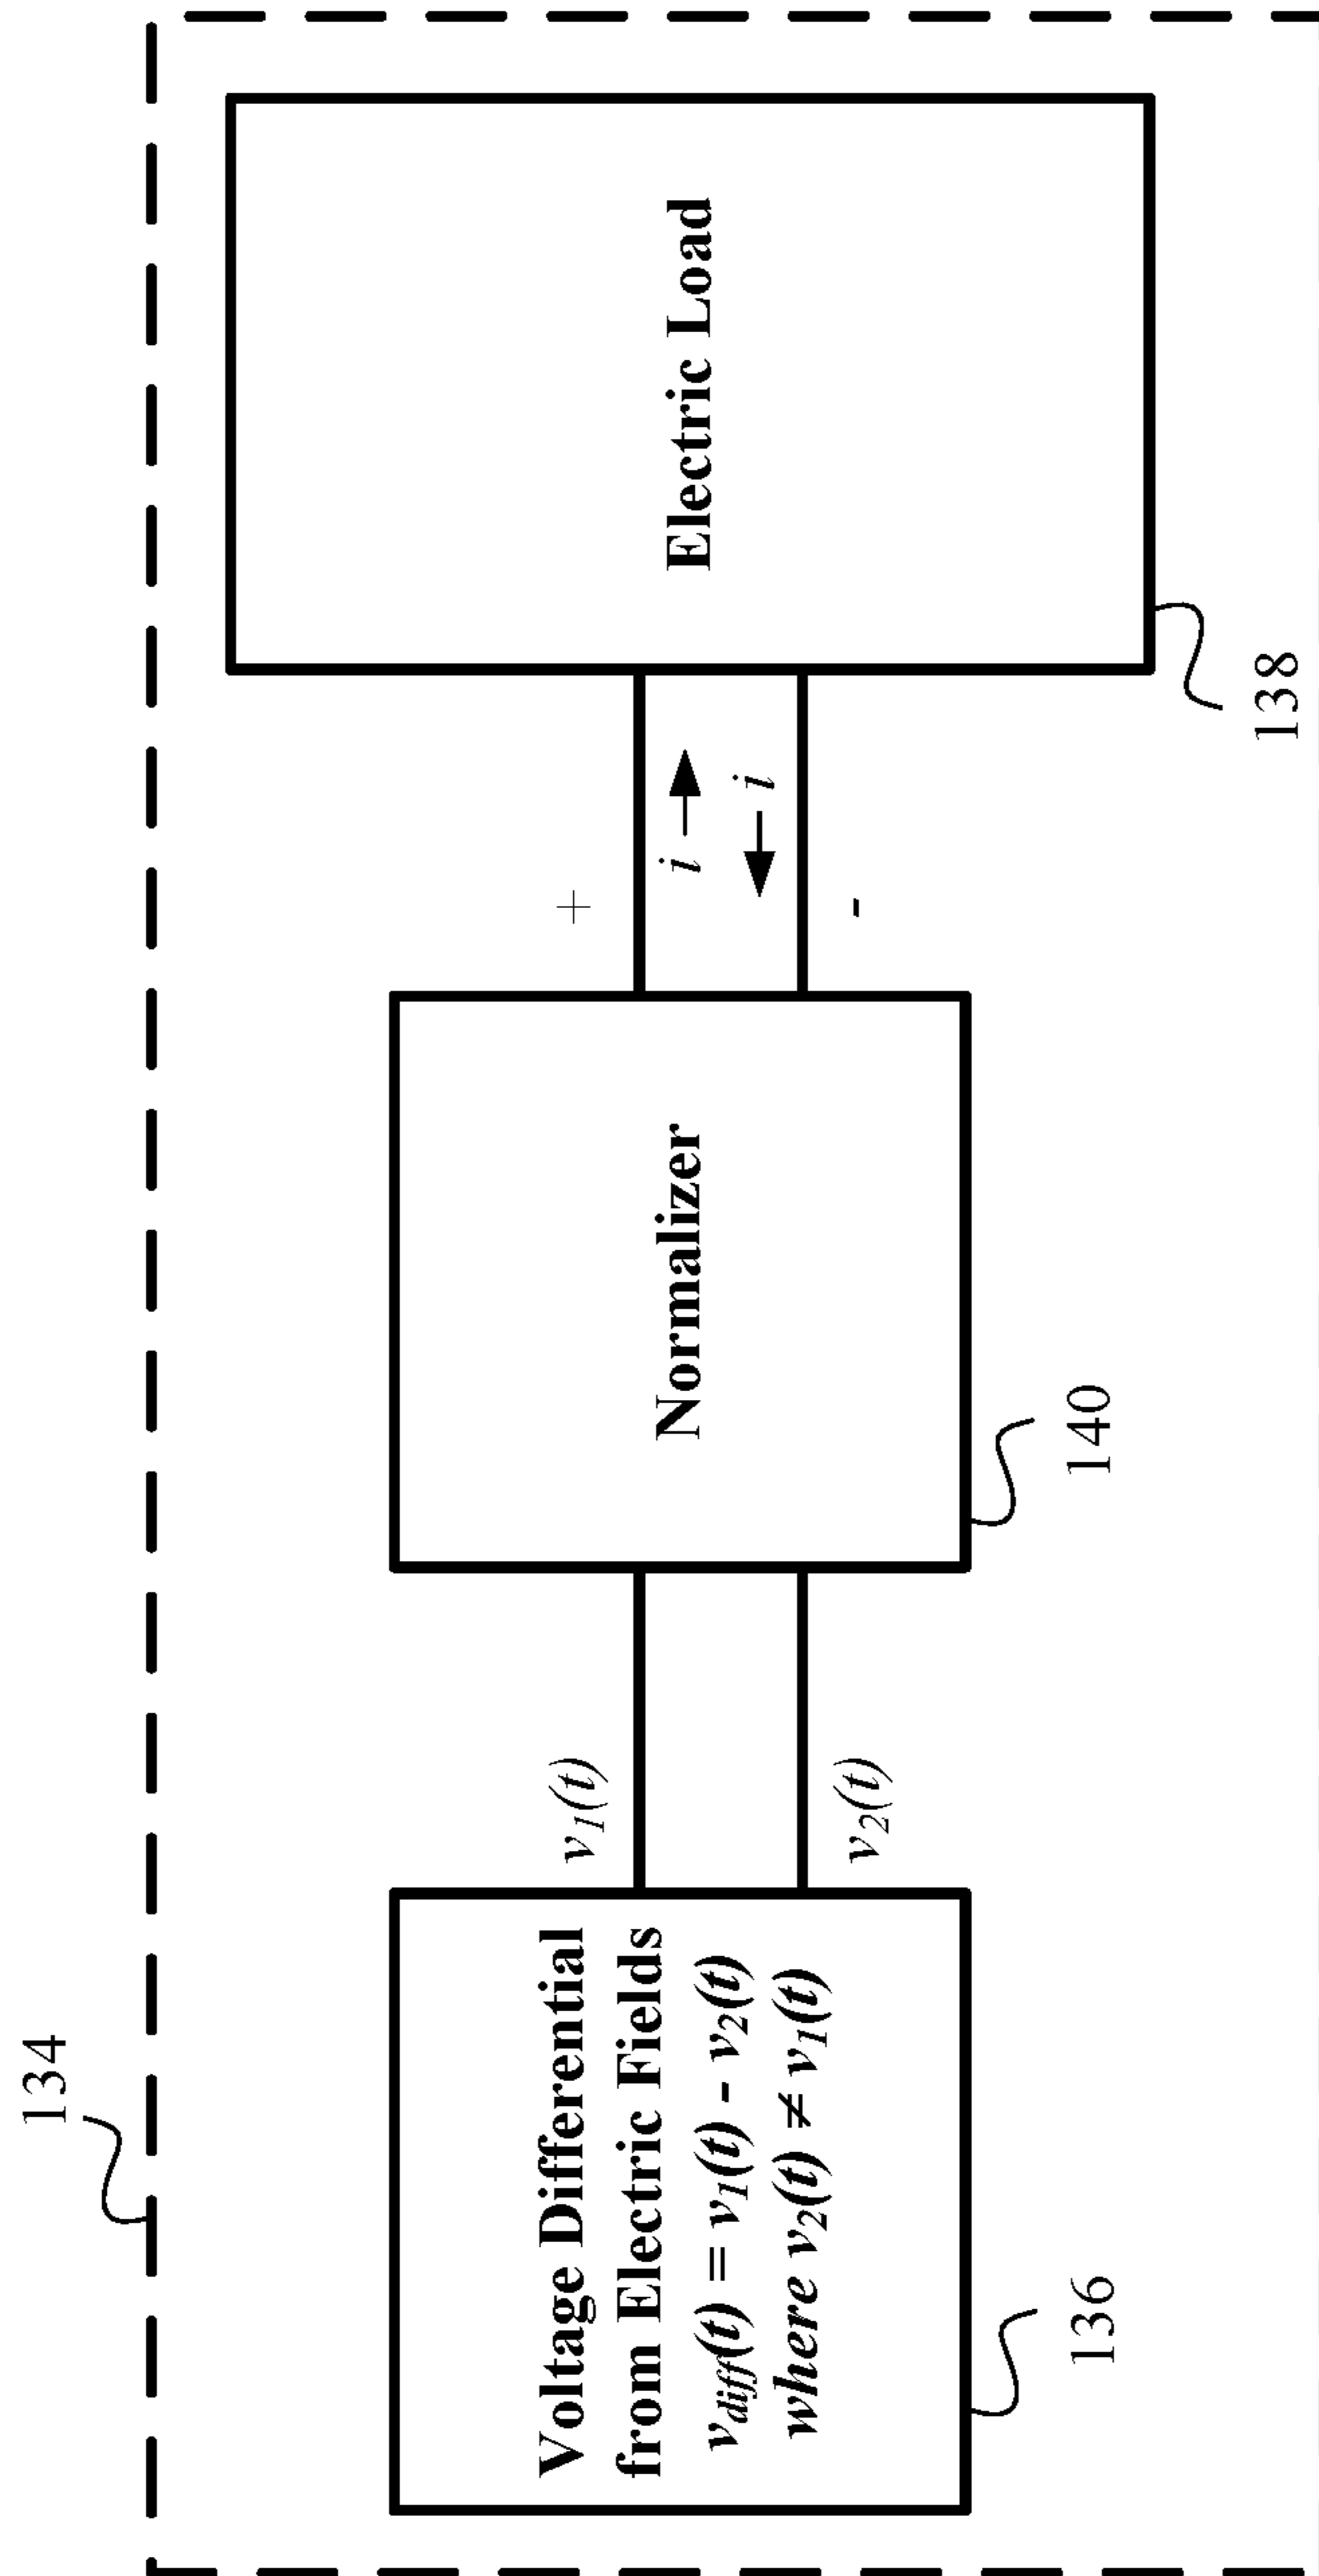 134
Voltage Differential
from Electric Fields
v_diff(t) = v_1(t) - v_2(t)
where v_2(t) ≠ v_1(t)
136
v_1(t)
v_2(t)
Normalizer
140
+
i
i
-
Electric Load
138